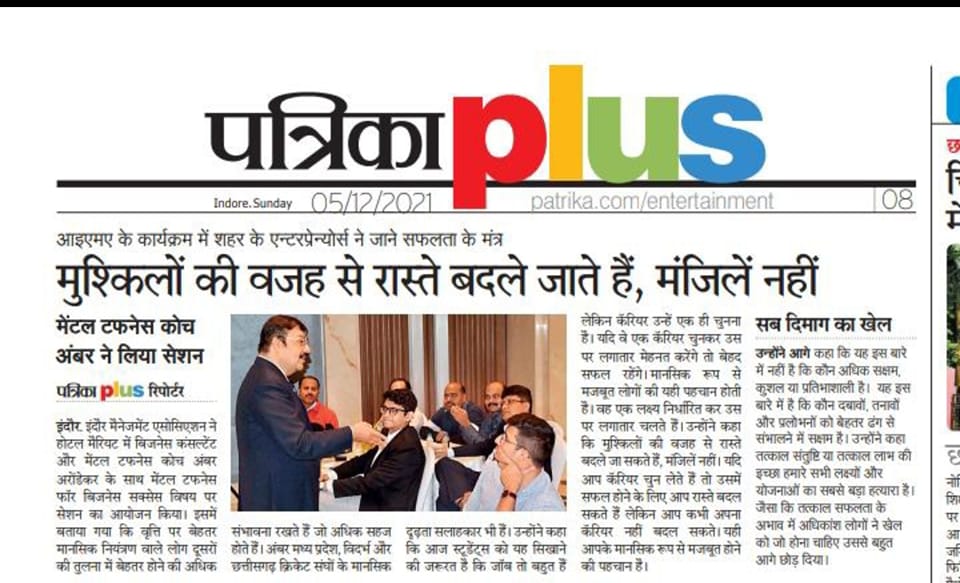 पत्रिका plus
Indore.Sunday 05/12/2021 patrika.com/entertainment 08
आइएमए के कार्यक्रम में शहर के एन्टरप्रेन्योर्स ने जाने सफलता के मंत्र
मुश्किलों की वजह से रास्ते बदले जाते हैं, मंजिलें नहीं
मेंटल टफनेस कोच
अंबर ने लिया सेशन
पत्रिका plus रिपोर्टर
इंदौर. इंदौर मैनेजमेंट एसोसिएशन ने
होटल मैरियट में बिजनेस कंसल्टेंट
और मेंटल टफनेस कोच अंबर
अरोंडेकर के साथ मेंटल टफनेस
फॉर बिजनेस सक्सेस विषय पर
सेशन का आयोजन किया। इसमें
बताया गया कि वृत्ति पर बेहतर
मानसिक नियंत्रण वाले लोग दूसरों
की तुलना में बेहतर होने की अधिक
संभावना रखते हैं जो अधिक सहज
होते हैं। अंबर मध्य प्रदेश, विदर्भ और
छत्तीसगढ़ क्रिकेट संघों के मानसिक
दृढ़ता सलाहकार भी हैं। उन्होंने कहा
कि आज स्टूडेंट्स को यह सिखाने
की जरूरत है कि जॉब तो बहुत हैं
लेकिन कॅरियर उन्हें एक ही चुनना
है। यदि वे एक कॅरियर चुनकर उस
पर लगातार मेहनत करेंगे तो बेहद
सफल रहेंगे। मानसिक रूप से
मजबूत लोगों की यही पहचान होती
है। वह एक लक्ष्य निर्धारित कर उस
पर लगातार चलते हैं। उन्होंने कहा
कि मुश्किलों की वजह से रास्ते
बदले जा सकते हैं, मंजिलें नहीं। यदि
आप कॅरियर चुन लेते हैं तो उसमें
सफल होने के लिए आप रास्ते बदल
सकते हैं लेकिन आप कभी अपना
कॅरियर नहीं बदल सकते। यही
आपके मानसिक रूप से मजबूत होने
की पहचान है।
सब दिमाग का खेल
उन्होंने आगे कहा कि यह इस बारे
में नहीं है कि कौन अधिक सक्षम,
कुशल या प्रतिभाशाली है। यह इस
बारे में है कि कौन दबावों, तनावों
और प्रलोभनों को बेहतर ढंग से
संभालने में सक्षम है। उन्होंने कहा
तत्काल संतुष्टि या तत्काल लाभ की
इच्छा हमारे सभी लक्ष्यों और
योजनाओं का सबसे बड़ा हत्यारा है।
जैसा कि तत्काल सफलता के
अभाव में अधिकांश लोगों ने खेल
को जो होना चाहिए उससे बहुत
आगे छोड़ दिया।